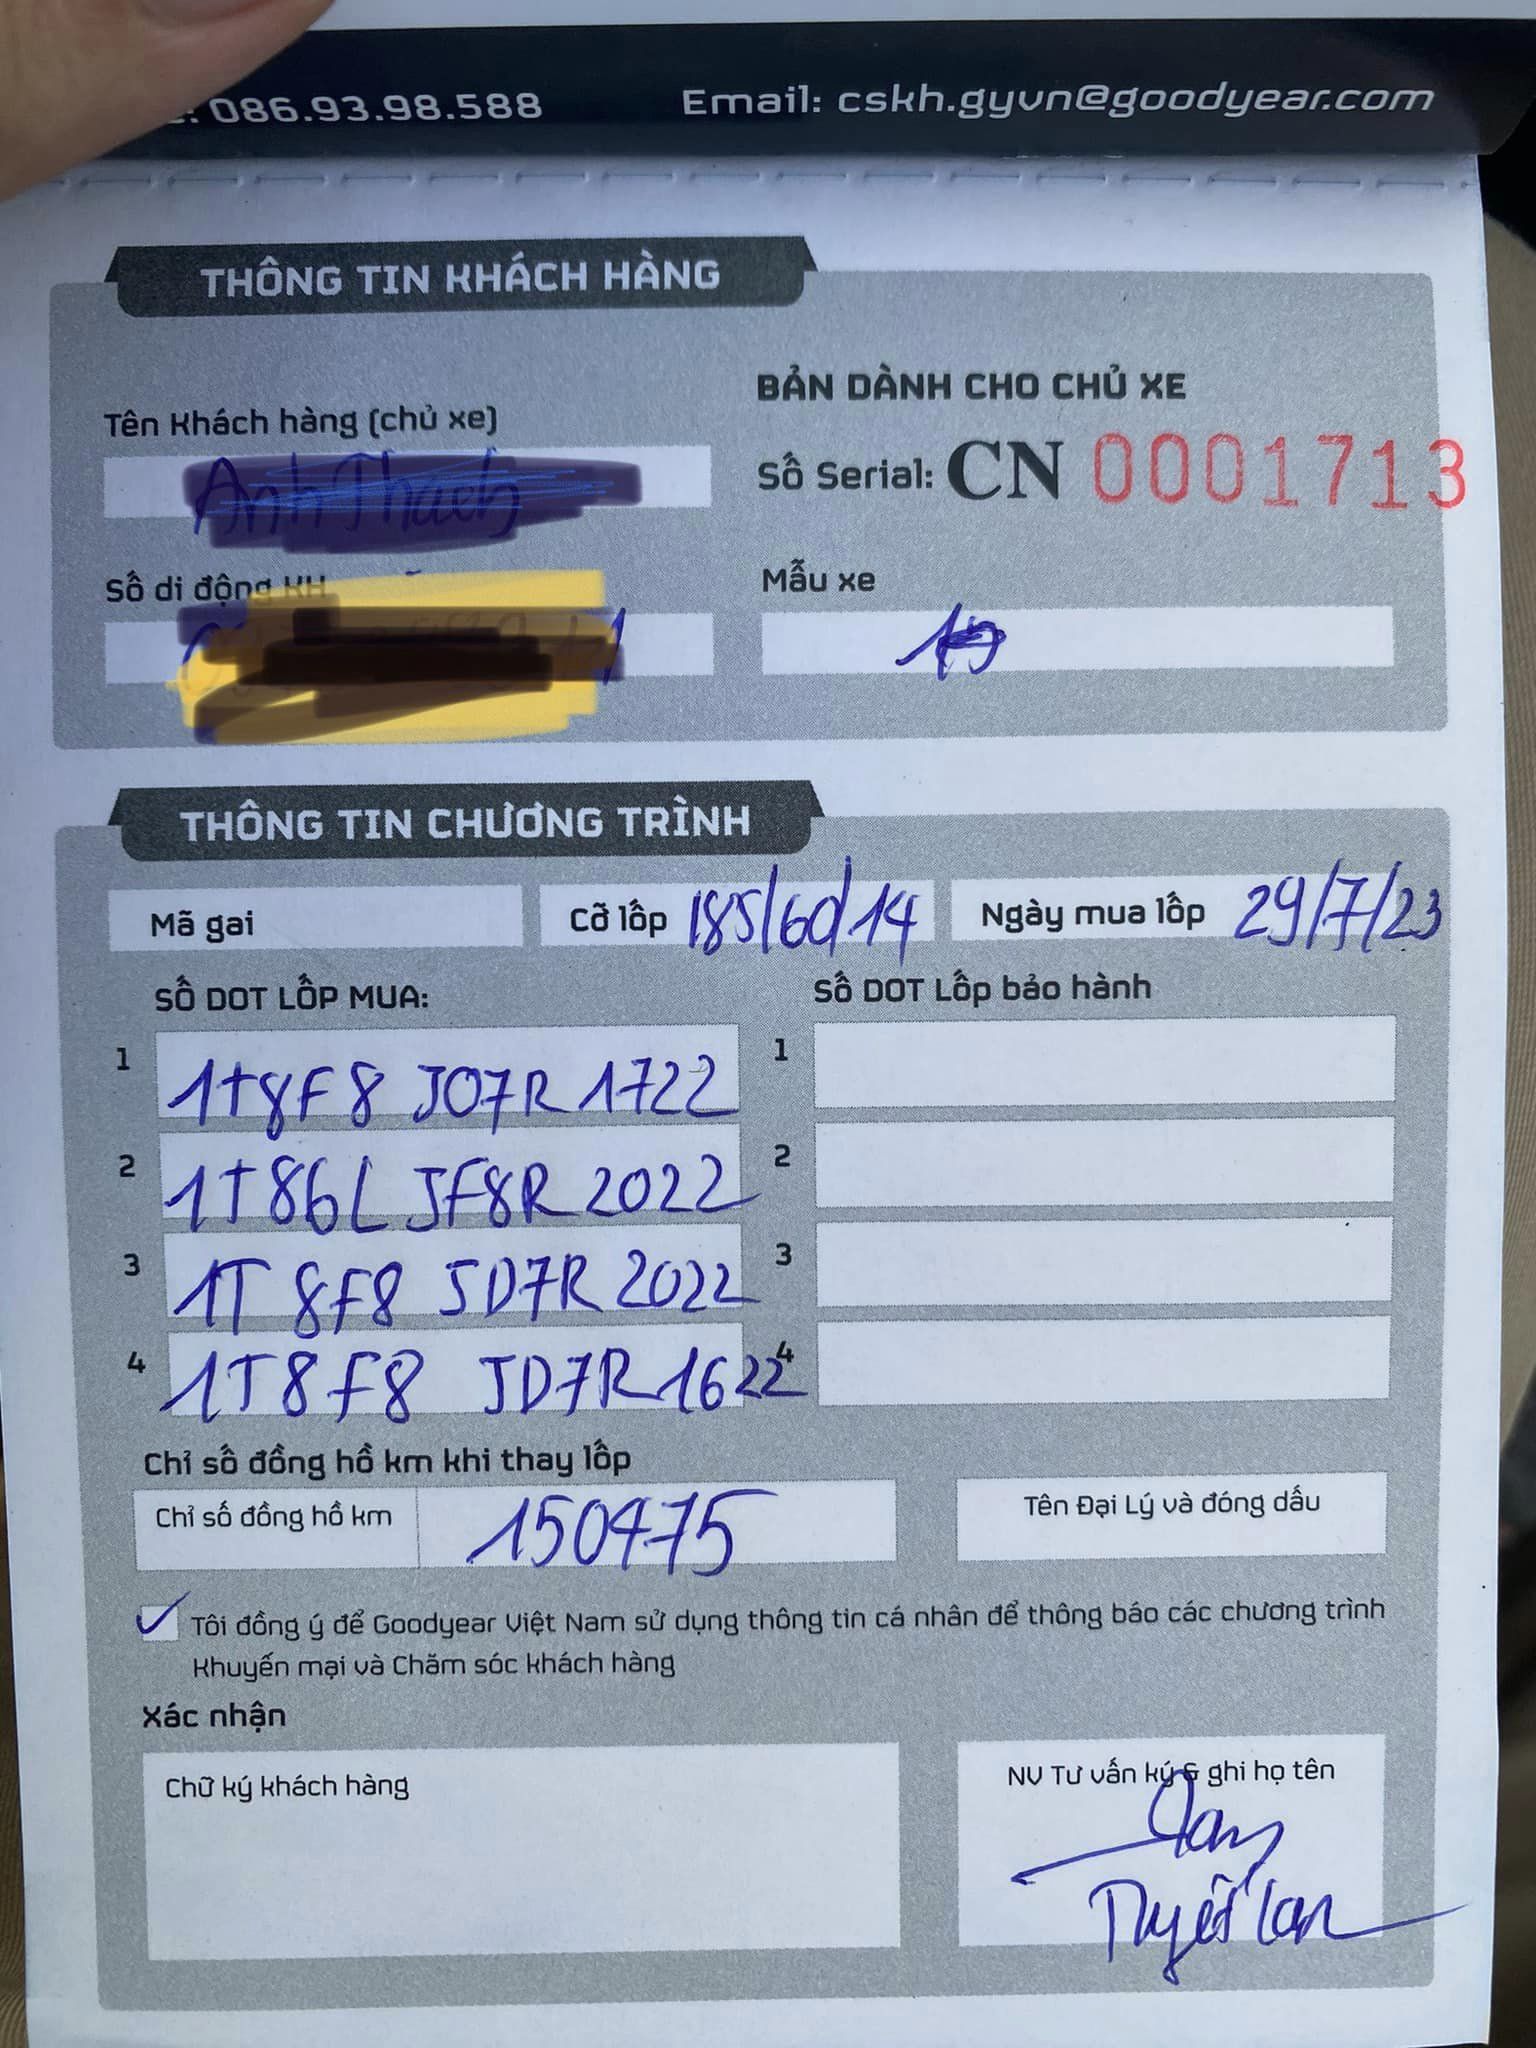 086.93.98.588 Email: cskh.gyvn@goodyear.com
THÔNG TIN KHÁCH HÀNG
BẢN DÀNH CHO CHỦ XE
Tên Khách hàng (chủ xe)
Số Serial: CN 0001713
Số di động KH
Mẫu xe
THÔNG TIN CHƯƠNG TRÌNH
Mã gai
Cỡ lốp 185/60/14
Ngày mua lốp 29/7/23
SỐ DOT LỐP MUA:
1 1T8F8 JO7R 1722
2 1T86L JF8R 2022
3 1T 8F8 JD7R 2022
4 1T8F8 JD7R 1622
Số DOT Lốp bảo hành
1
2
3
4
Chỉ số đồng hồ km khi thay lốp
Chỉ số đồng hồ km 150475
Tên Đại Lý và đóng dấu
Tôi đồng ý để Goodyear Việt Nam sử dụng thông tin cá nhân để thông báo các chương trình
Khuyến mại và Chăm sóc khách hàng
Xác nhận
Chữ ký khách hàng
NV Tư vấn ký & ghi họ tên
Tuyết Lan